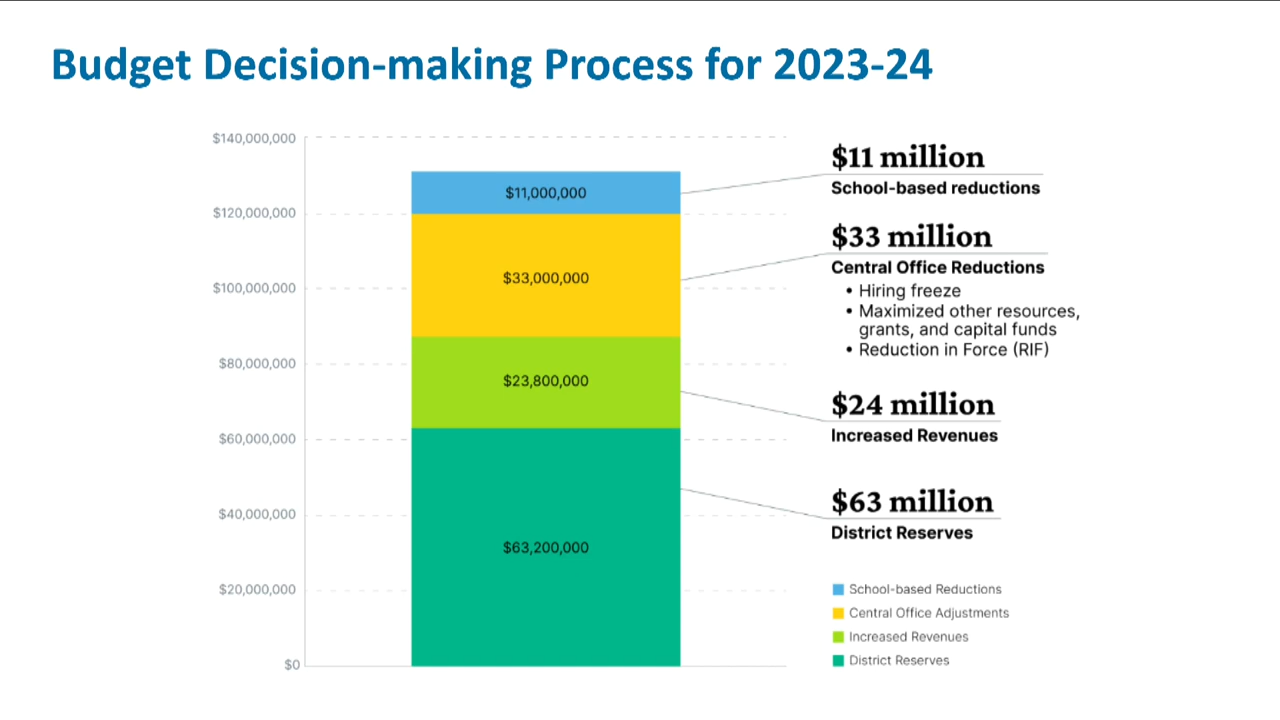 Budget Decision-making Process for 2023-24
$140,000,000
$120,000,000
$100,000,000
$80,000,000
$60,000,000
$40,000,000
$20,000,000
$0
$11,000,000
$33,000,000
$23,800,000
$63,200,000
$11 million
School-based reductions
$33 million
Central Office Reductions
• Hiring freeze
• Maximized other resources,
grants, and capital funds
• Reduction in Force (RIF)
$24 million
Increased Revenues
$63 million
District Reserves
School-based Reductions
Central Office Adjustments
Increased Revenues
District Reserves